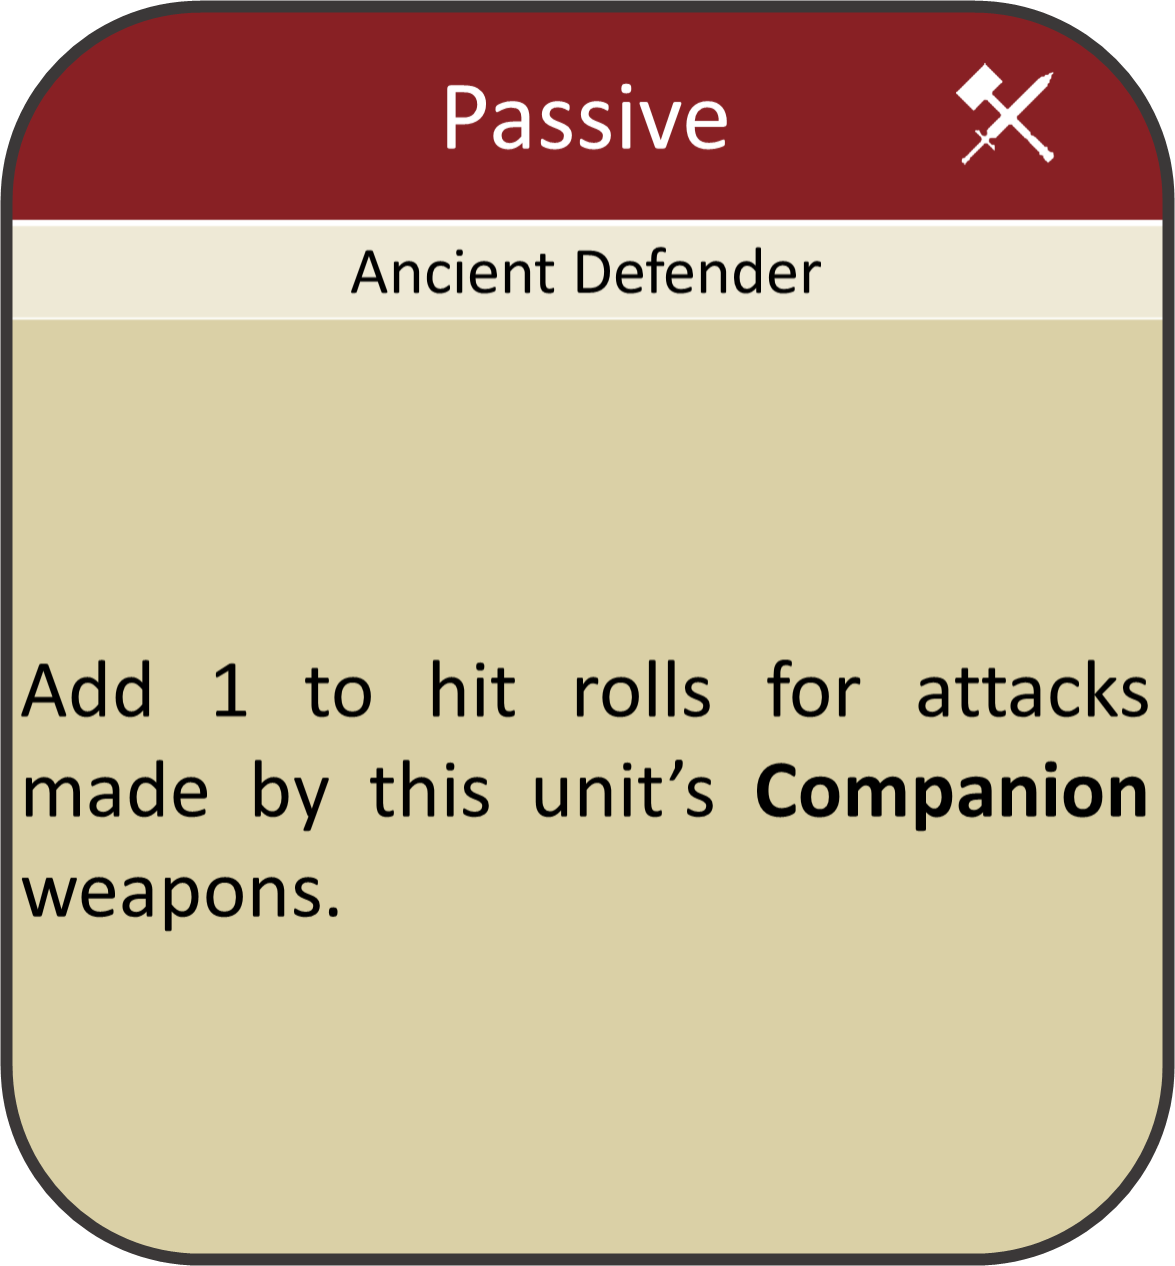 Passive
Ancient Defender
Add 1 to hit rolls for attacks
made by this unit’s Companion
weapons.